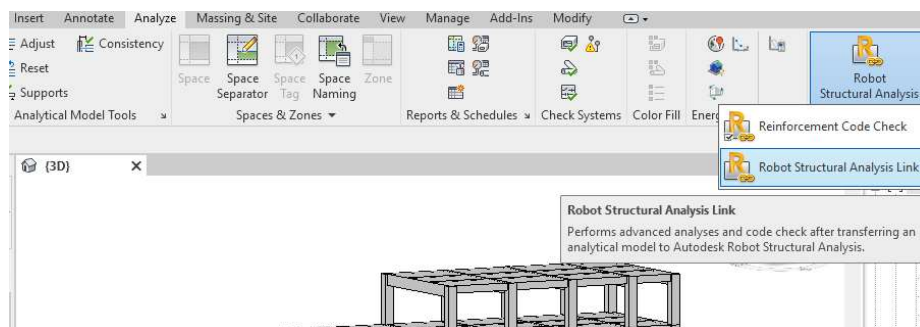 Insert Annotate Analyze Massing & Site Collaborate View Manage Add-Ins Modify
Adjust Consistency
Reset
Supports
Space
Space Separator
Space Tag
Space Naming
Zone
Robot Structural Analysis
Analytical Model Tools Spaces & Zones Reports & Schedules Check Systems Color Fill Energ
Reinforcement Code Check
{3D}
Robot Structural Analysis Link
Robot Structural Analysis Link
Performs advanced analyses and code check after transferring an
analytical model to Autodesk Robot Structural Analysis.